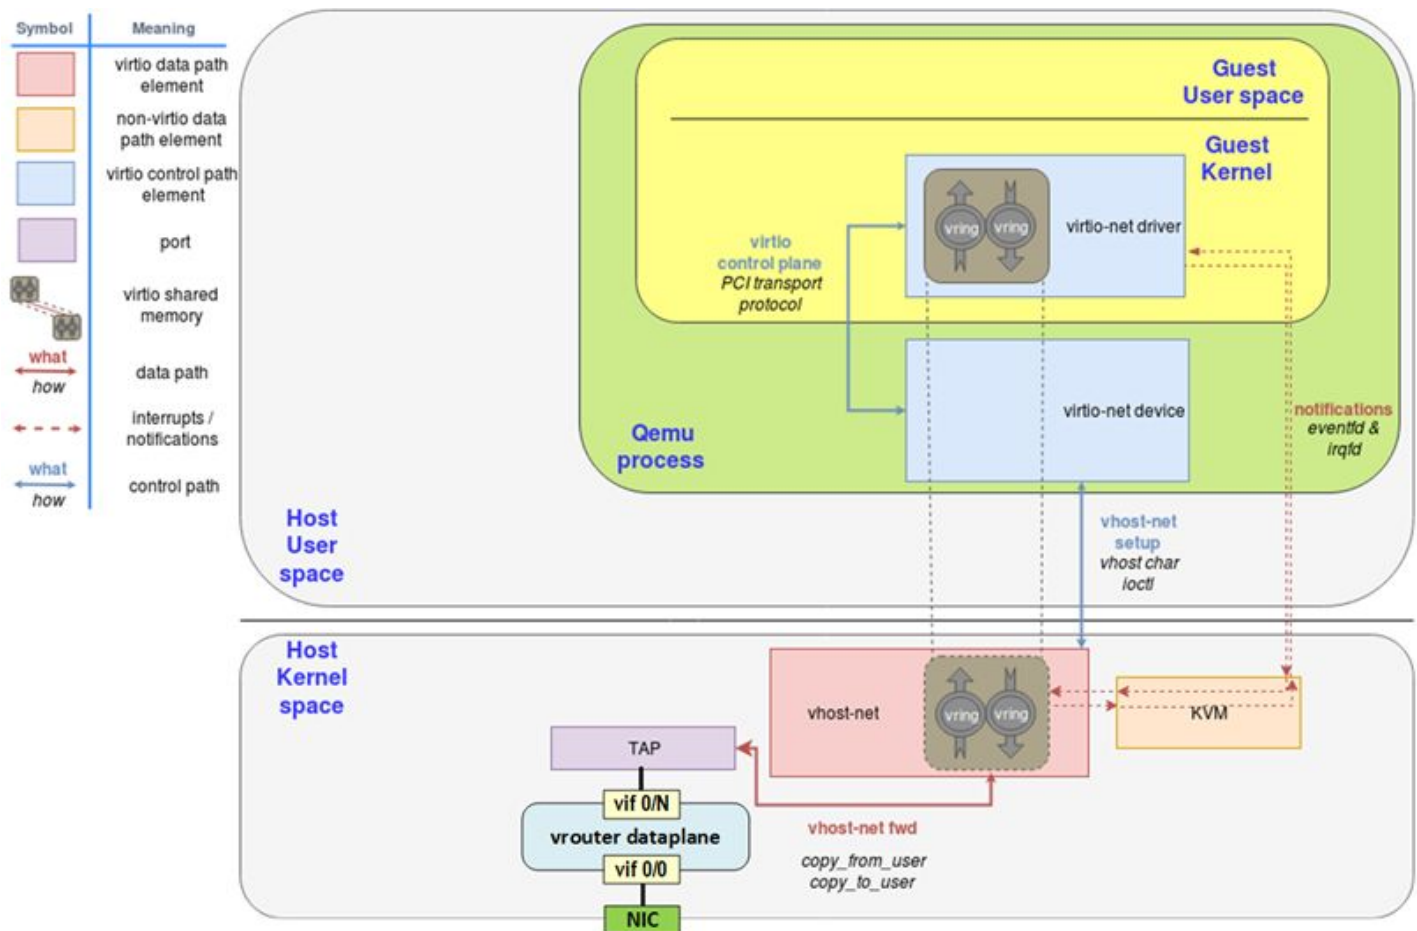 Symbol
Meaning
virtio data path
element
non-virtio data
path element
virtio control path
element
port
virtio shared
memory
what
how
data path
interrupts /
notifications
what
how
control path
Guest
User space
Guest
Kernel
vring
vring
virtio-net driver
virtio
control plane
PCI transport
protocol
virtio-net device
Qemu
process
notifications
eventfd &
irqfd
Host
User
space
vhost-net
setup
vhost char
ioctl
Host
Kernel
space
vhost-net
vring
vring
KVM
TAP
vif 0/N
vrouter dataplane
vif 0/0
NIC
vhost-net fwd
copy_from_user
copy_to_user